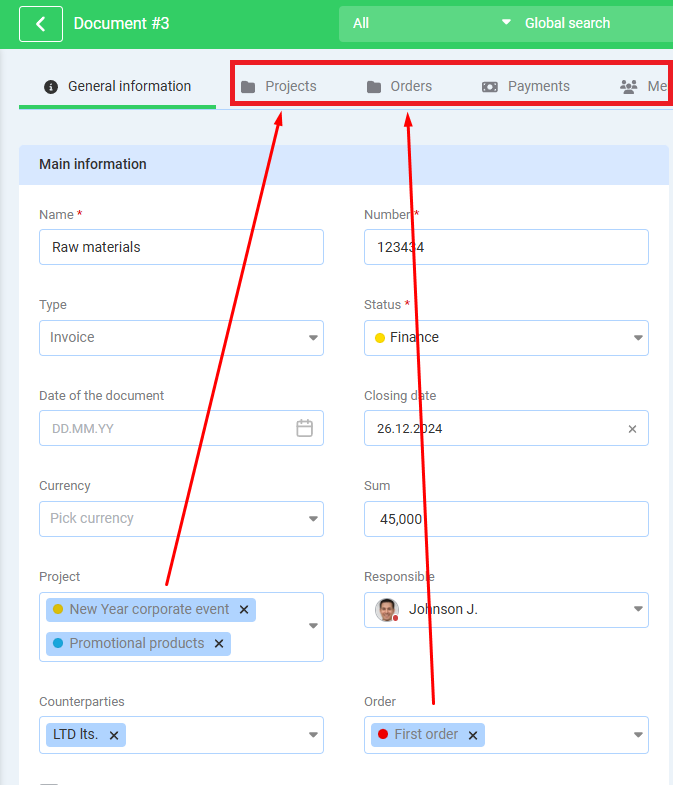 Document #3
All
Global search
General information
Projects
Orders
Payments
Me
Main information
Name *
Number *
Raw materials
123434
Type
Status *
Invoice
Finance
Date of the document
Closing date
DD.MM.YY
26.12.2024
Currency
Sum
Pick currency
45,000
Project
Responsible
New Year corporate event
Johnson J.
Promotional products
Counterparties
Order
LTD lts.
First order